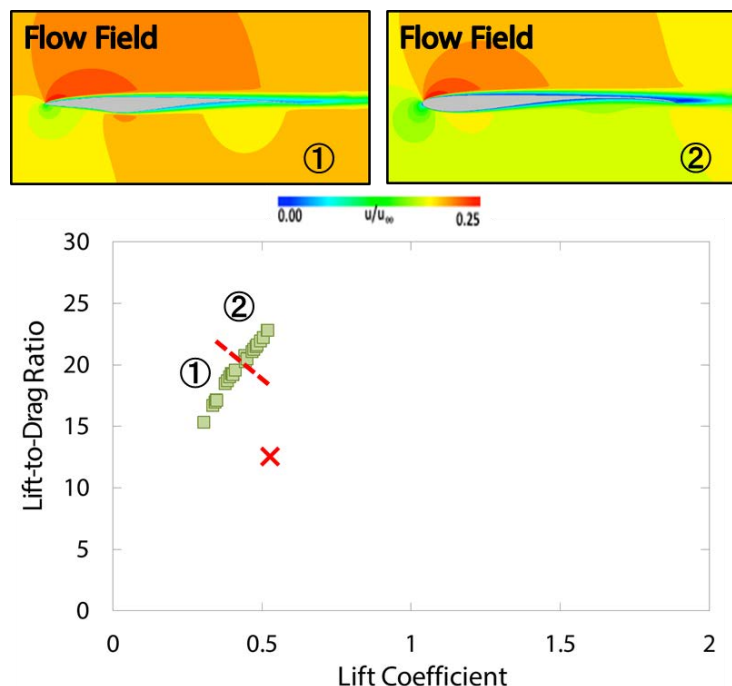 Flow Field
①
Flow Field
②
0.00 u/u∞ 0.25
30
25
20
15
10
5
0
②
①
0 0.5 1 1.5 2
Lift-to-Drag Ratio
Lift Coefficient